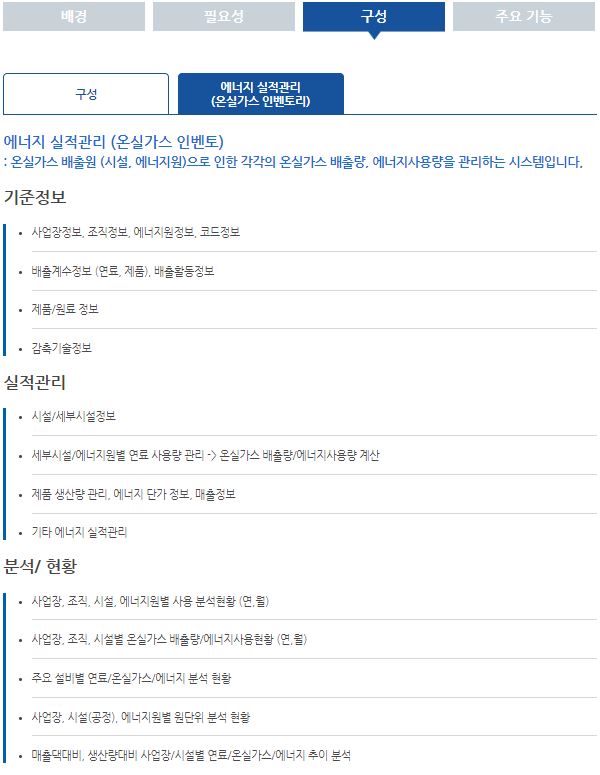 배경
필요성
구성
주요 기능
구성
에너지 실적관리
(온실가스 인벤토리)
에너지 실적관리 (온실가스 인벤토)
: 온실가스 배출원 (시설, 에너지원)으로 인한 각각의 온실가스 배출량, 에너지사용량을 관리하는 시스템입니다.
기준정보
• 사업장정보, 조직정보, 에너지원정보, 코드정보
• 배출계수정보 (연료, 제품), 배출활동정보
• 제품/원료 정보
• 감축기술정보
실적관리
• 시설/세부시설정보
• 세부시설/에너지원별 연료 사용량 관리 -> 온실가스 배출량/에너지사용량 계산
• 제품 생산량 관리, 에너지 단가 정보, 매출정보
• 기타 에너지 실적관리
분석/ 현황
• 사업장, 조직, 시설, 에너지원별 사용 분석현황 (연,월)
• 사업장, 조직, 시설별 온실가스 배출량/에너지사용현황 (연,월)
• 주요 설비별 연료/온실가스/에너지 분석 현황
• 사업장, 시설(공정), 에너지원별 원단위 분석 현황
• 매출댁대비, 생산량대비 사업장/시설별 연료/온실가스/에너지 추이 분석